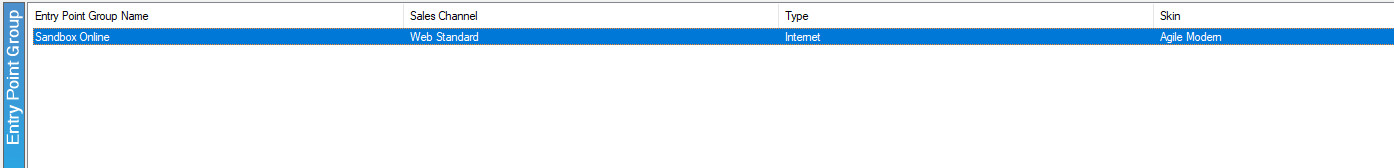 Entry Point Group
Entry Point Group Name Sales Channel Type Skin
Sandbox Online Web Standard Internet Agile Modern